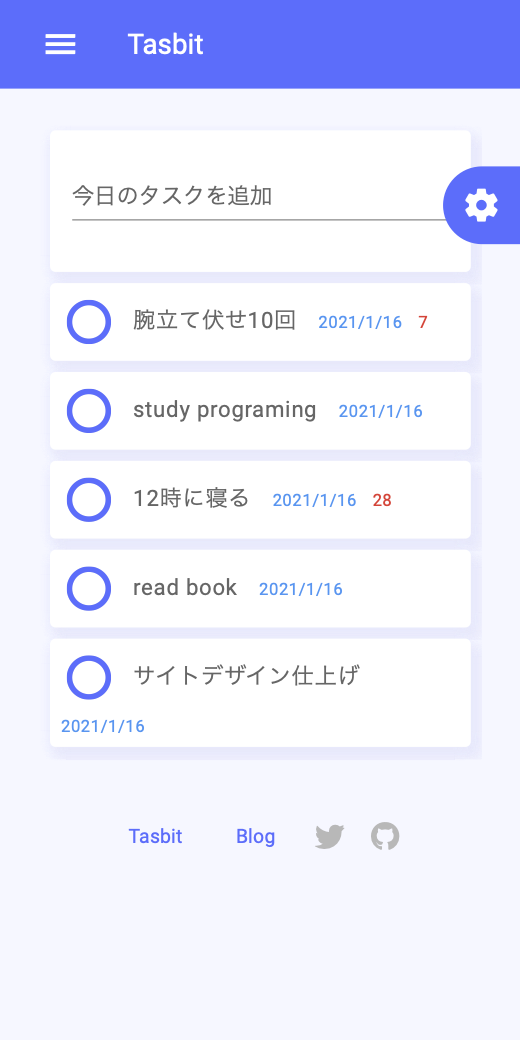 Tasbit
今日のタスクを追加
腕立て伏せ10回 2021/1/16 7
study programing 2021/1/16
12時に寝る 2021/1/16 28
read book 2021/1/16
サイトデザイン仕上げ
2021/1/16
Tasbit Blog